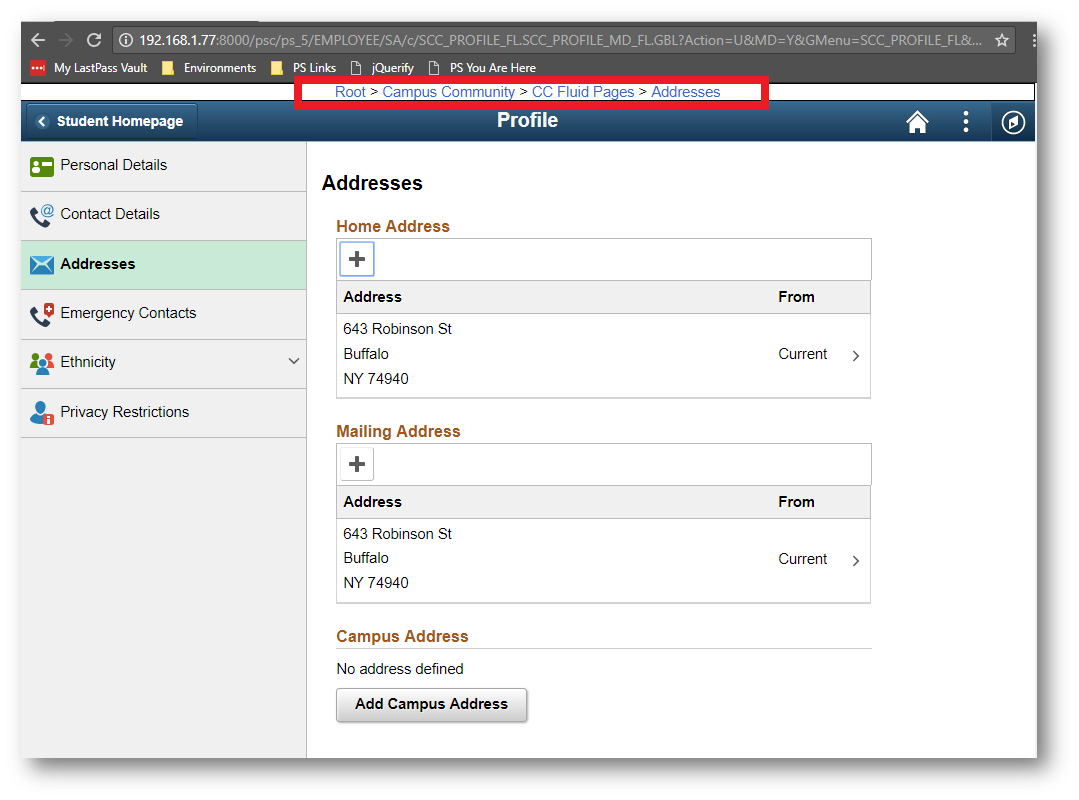 192.168.1.77:8000/psc/ps_5/EMPLOYEE/SA/c/SCC_PROFILE_FL.SCC_PROFILE_MD_FL.GBL?Action=U&MD=Y&GMenu=SCC_PROFILE_FL&...
My LastPass Vault Environments PS Links jQuerify PS You Are Here
Root > Campus Community > CC Fluid Pages > Addresses
Student Homepage Profile
Personal Details
Contact Details
Addresses
Emergency Contacts
Ethnicity
Privacy Restrictions
Addresses
Home Address
Address From
643 Robinson St
Buffalo
NY 74940
Current
Mailing Address
Address From
643 Robinson St
Buffalo
NY 74940
Current
Campus Address
No address defined
Add Campus Address